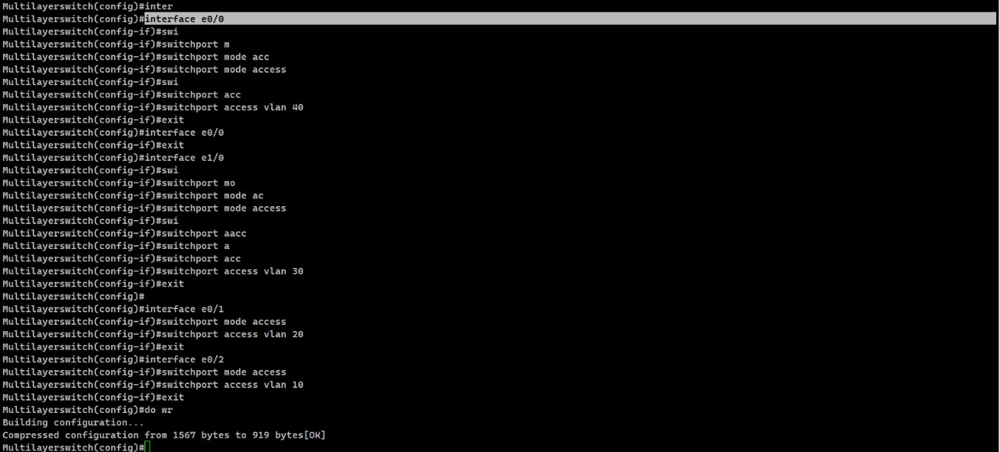 Multilayerswitch(config)#inter
Multilayerswitch(config)#interface e0/0
Multilayerswitch(config-if)#swi
Multilayerswitch(config-if)#switchport m
Multilayerswitch(config-if)#switchport mode acc
Multilayerswitch(config-if)#switchport mode access
Multilayerswitch(config-if)#swi
Multilayerswitch(config-if)#switchport acc
Multilayerswitch(config-if)#switchport access vlan 40
Multilayerswitch(config-if)#exit
Multilayerswitch(config)#interface e0/0
Multilayerswitch(config-if)#exit
Multilayerswitch(config)#interface e1/0
Multilayerswitch(config-if)#swi
Multilayerswitch(config-if)#switchport mo
Multilayerswitch(config-if)#switchport mode ac
Multilayerswitch(config-if)#switchport mode access
Multilayerswitch(config-if)#swi
Multilayerswitch(config-if)#switchport aacc
Multilayerswitch(config-if)#switchport a
Multilayerswitch(config-if)#switchport acc
Multilayerswitch(config-if)#switchport access vlan 30
Multilayerswitch(config-if)#exit
Multilayerswitch(config)#
Multilayerswitch(config)#interface e0/1
Multilayerswitch(config-if)#switchport mode access
Multilayerswitch(config-if)#switchport access vlan 20
Multilayerswitch(config-if)#exit
Multilayerswitch(config)#interface e0/2
Multilayerswitch(config-if)#switchport mode access
Multilayerswitch(config-if)#switchport access vlan 10
Multilayerswitch(config-if)#exit
Multilayerswitch(config)#do wr
Building configuration...
Compressed configuration from 1567 bytes to 919 bytes[OK]
Multilayerswitch(config)#